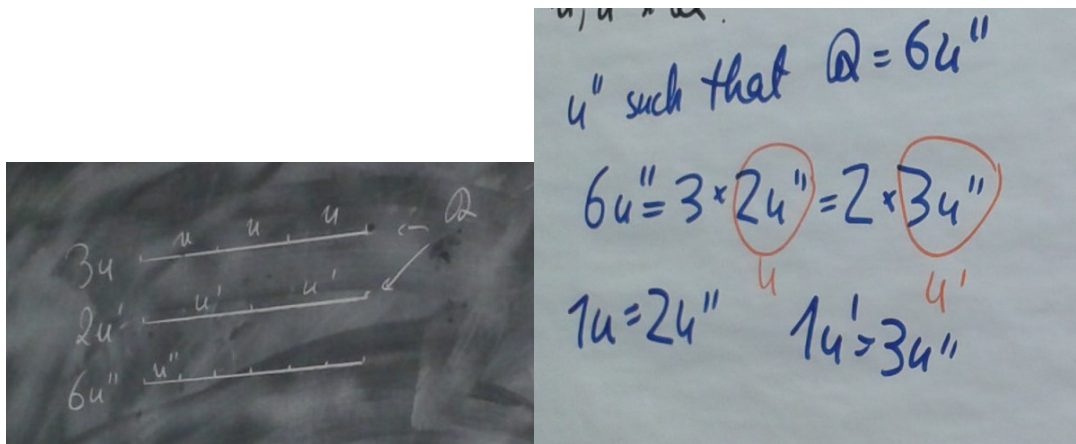 u u u Q
3u
u' u'
2u'
u''
6u''
u'' such that Q = 6u''
6u'' = 3 × 2u'' = 2 × 3u''
u u'
1u = 2u'' 1u' = 3u''